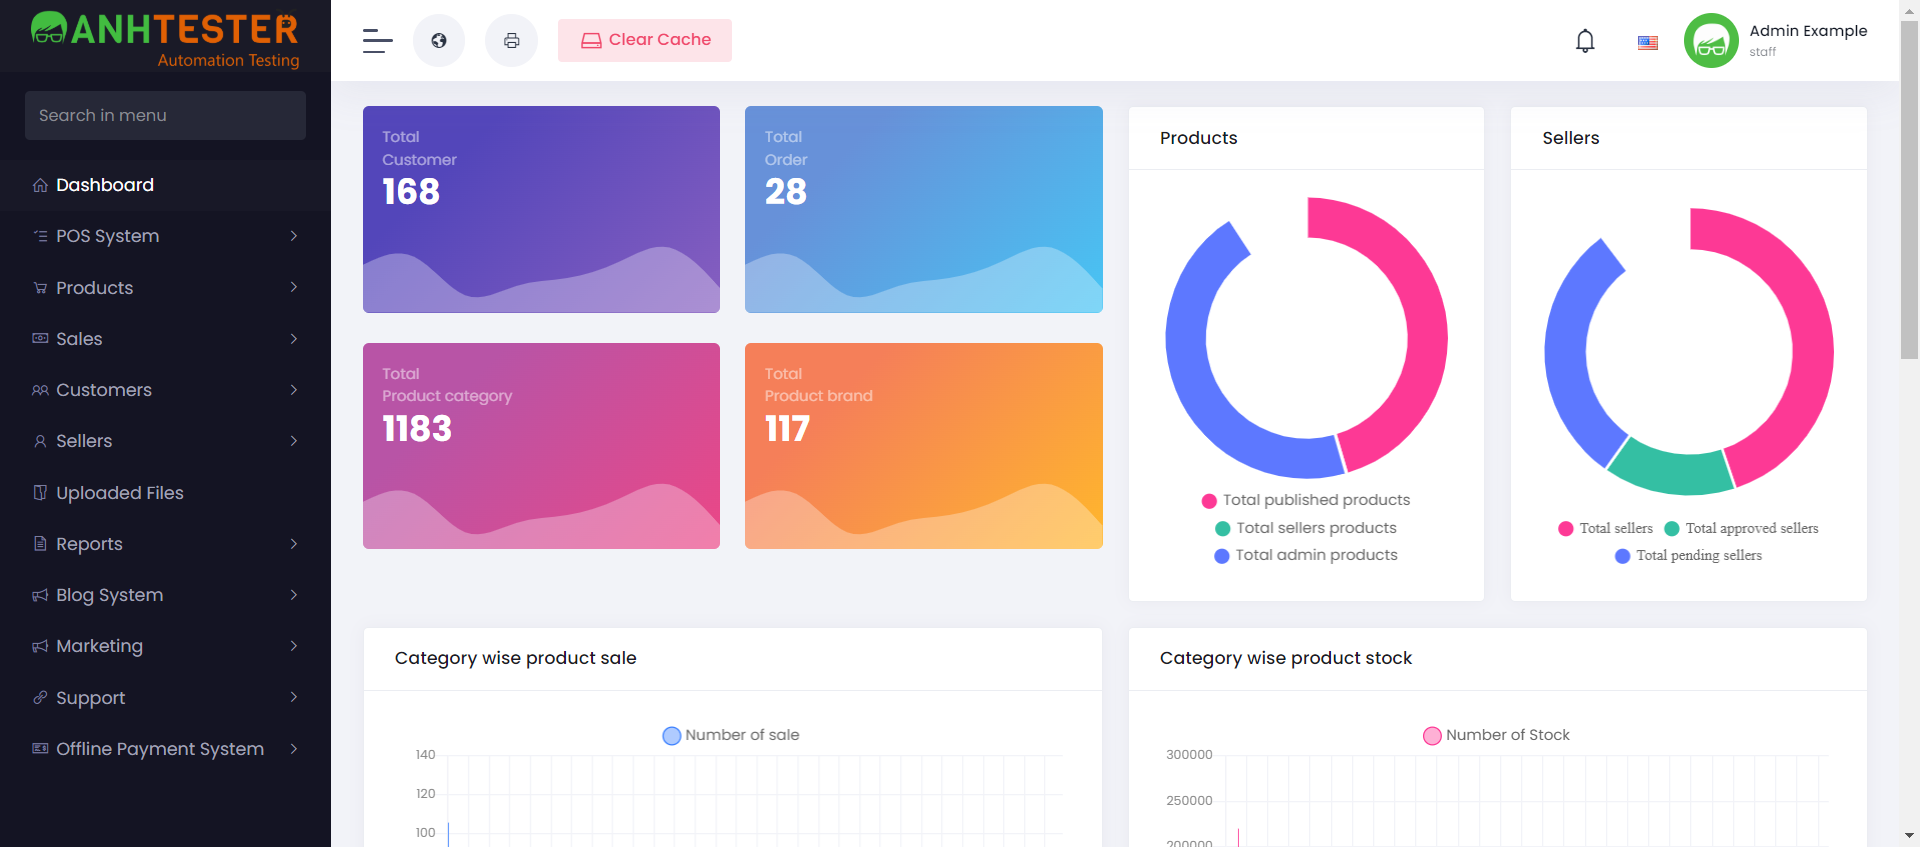 ANHTESTER
Automation Testing
Search in menu
Dashboard
POS System
Products
Sales
Customers
Sellers
Uploaded Files
Reports
Blog System
Marketing
Support
Offline Payment System
Clear Cache
Admin Example
staff
Total
Customer
168
Total
Order
28
Total
Product category
1183
Total
Product brand
117
Products
Total published products
Total sellers products
Total admin products
Sellers
Total sellers Total approved sellers
Total pending sellers
Category wise product sale
Number of sale
140
120
100
Category wise product stock
Number of Stock
300000
250000
200000